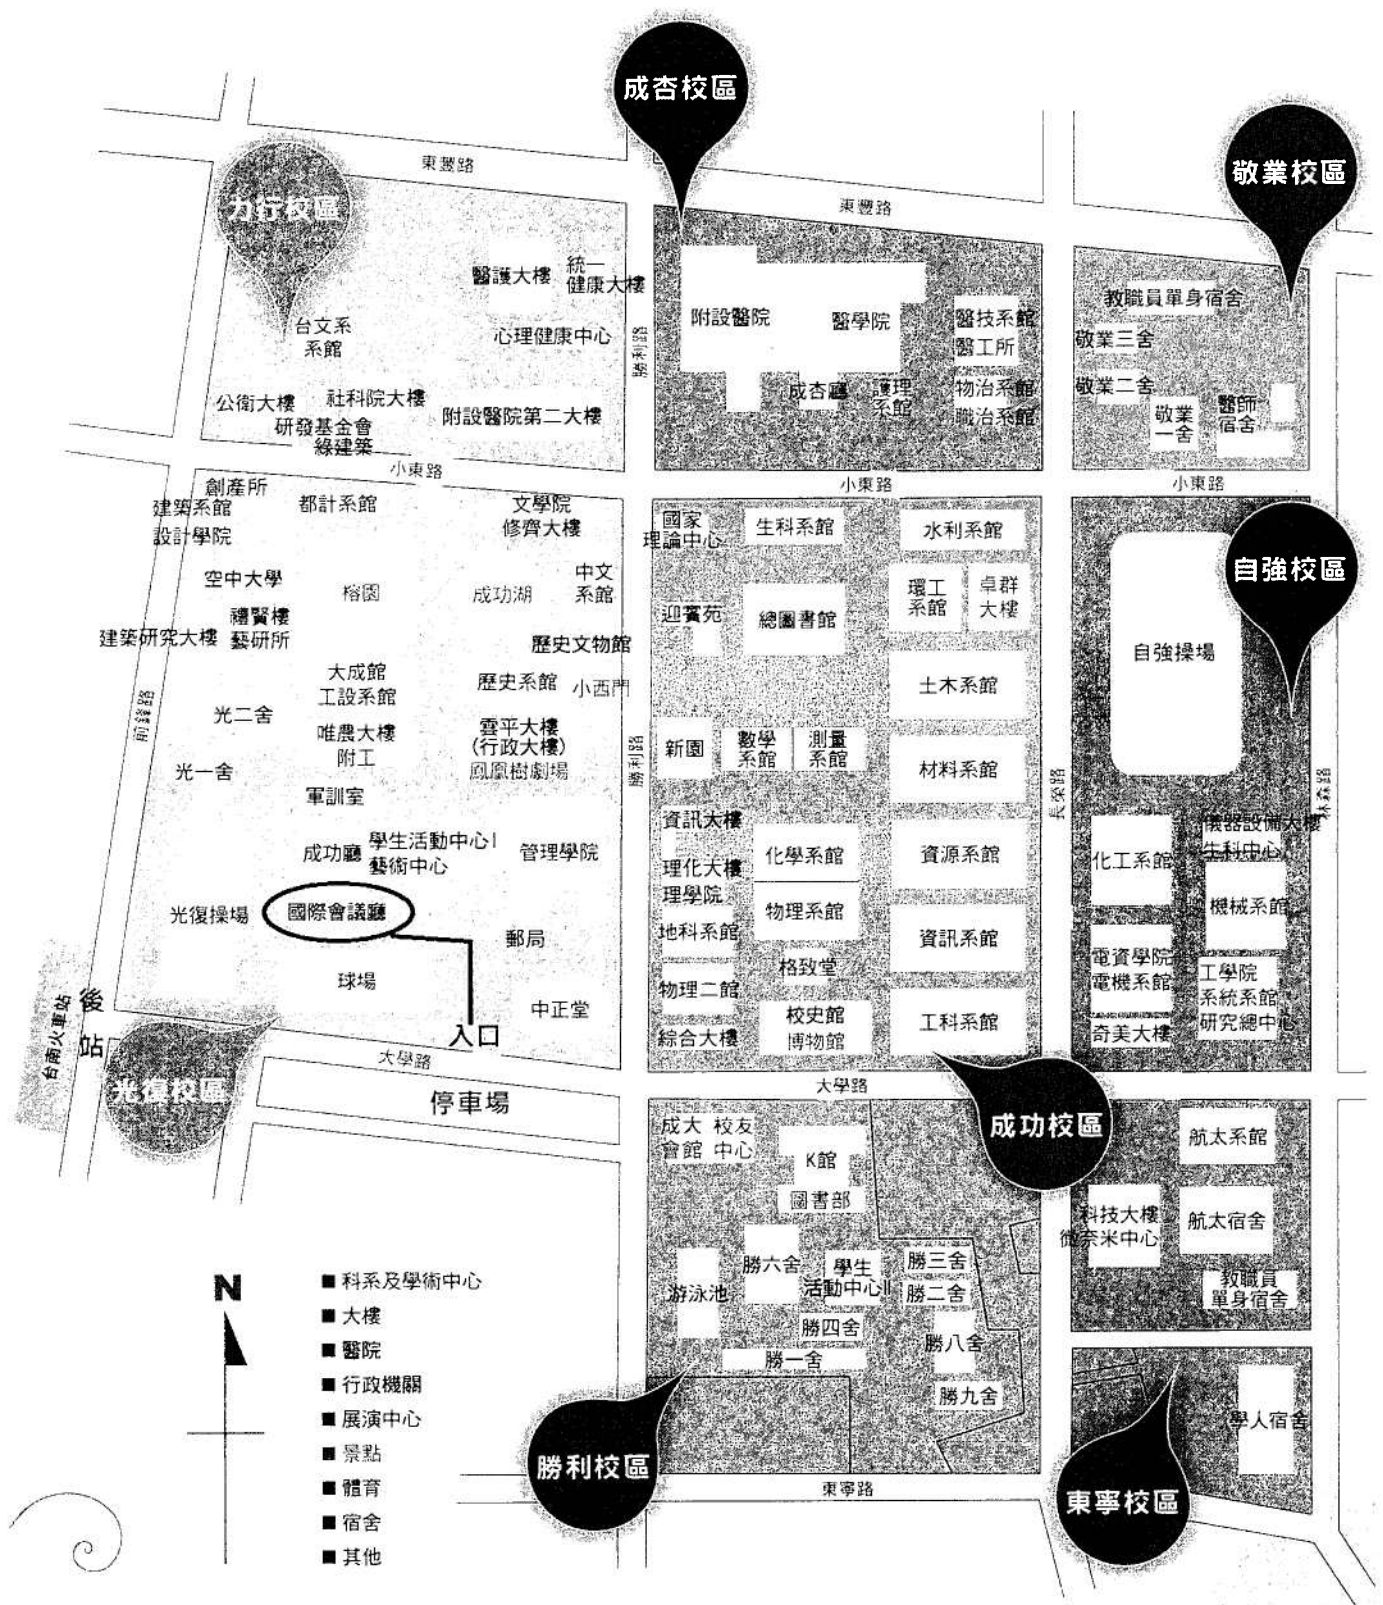 成杏校區
敬業校區
東豐路
力行校區
東豐路
醫護大樓
統一
健康大樓
台文系
系館
心理健康中心
勝利路
公衛大樓
社科院大樓
研發基金會
綠建築
附設醫院第二大樓
附設醫院
醫學院
醫技系館
醫工所
成杏廳
護理
系館
物治系館
職治系館
教職員單身宿舍
敬業三舍
敬業二舍
敬業
一舍
醫師
宿舍
小東路
小東路
小東路
創產所
建築系館
設計學院
都計系館
文學院
修齊大樓
空中大學
榕園
成功湖
中文
系館
禮賢樓
建築研究大樓
藝研所
歷史文物館
大成館
工設系館
歷史系館
小西門
前鋒路
光二舍
唯農大樓
附工
雲平大樓
(行政大樓)
鳳凰樹劇場
光一舍
軍訓室
勝利路
成功廳
學生活動中心I
藝術中心
管理學院
光復操場
國際會議廳
郵局
球場
中正堂
入口
台南火車站
後
站
光復校區
大學路
停車場
國家
理論中心
生科系館
水利系館
迎賓苑
總圖書館
環工
系館
卓群
大樓
土木系館
新園
數學
系館
測量
系館
材料系館
資訊大樓
理化大樓
理學院
化學系館
資源系館
物理系館
地科系館
資訊系館
格致堂
物理二館
校史館
博物館
綜合大樓
工科系館
長榮路
自強校區
自強操場
林森路
化工系館
儀器設備大樓
生科中心
機械系館
電資學院
電機系館
工學院
系統系館
研究總中心
奇美大樓
大學路
成功校區
成大
會館
校友
中心
K館
圖書部
游泳池
勝六舍
學生
活動中心II
勝三舍
勝二舍
勝四舍
勝一舍
勝八舍
勝九舍
勝利校區
東寧路
航太系館
科技大樓
微奈米中心
航太宿舍
教職員
單身宿舍
學人宿舍
東寧校區
N
■ 科系及學術中心
■ 大樓
■ 醫院
■ 行政機關
■ 展演中心
■ 景點
■ 體育
■ 宿舍
■ 其他